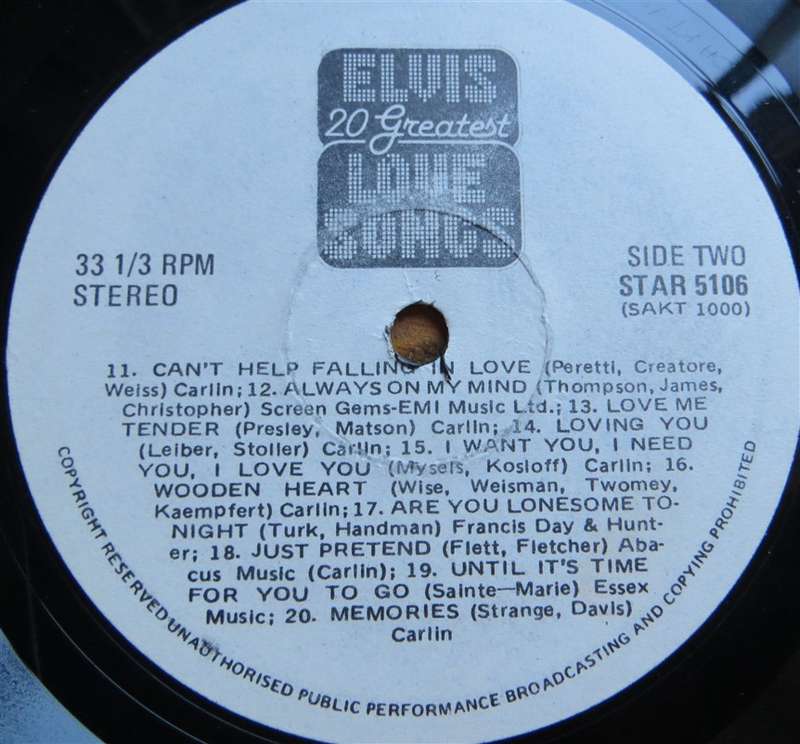 ELVIS
20 Greatest
LOVE
SONGS
33 1/3 RPM
STEREO
SIDE TWO
STAR 5106
(SAKT 1000)
11. CAN'T HELP FALLING IN LOVE (Peretti, Creatore,
Weiss) Carlin; 12. ALWAYS ON MY MIND (Thompson, James,
Christopher) Screen Gems-EMI Music Ltd.; 13. LOVE ME
TENDER (Presley, Matson) Carlin; 14. LOVING YOU
(Leiber, Stoller) Carlin; 15. I WANT YOU, I NEED
YOU, I LOVE YOU (Mysels, Kosloff) Carlin; 16.
WOODEN HEART (Wise, Weisman, Twomey,
Kaempfert) Carlin; 17. ARE YOU LONESOME TO-
NIGHT (Turk, Handman) Francis Day & Hunt-
er; 18. JUST PRETEND (Flett, Fletcher) Aba-
cus Music (Carlin); 19. UNTIL IT'S TIME
FOR YOU TO GO (Sainte—Marie) Essex
Music; 20. MEMORIES (Strange, Davis)
Carlin
COPYRIGHT RESERVED UNAUTHORISED PUBLIC PERFORMANCE BROADCASTING AND COPYING PROHIBITED